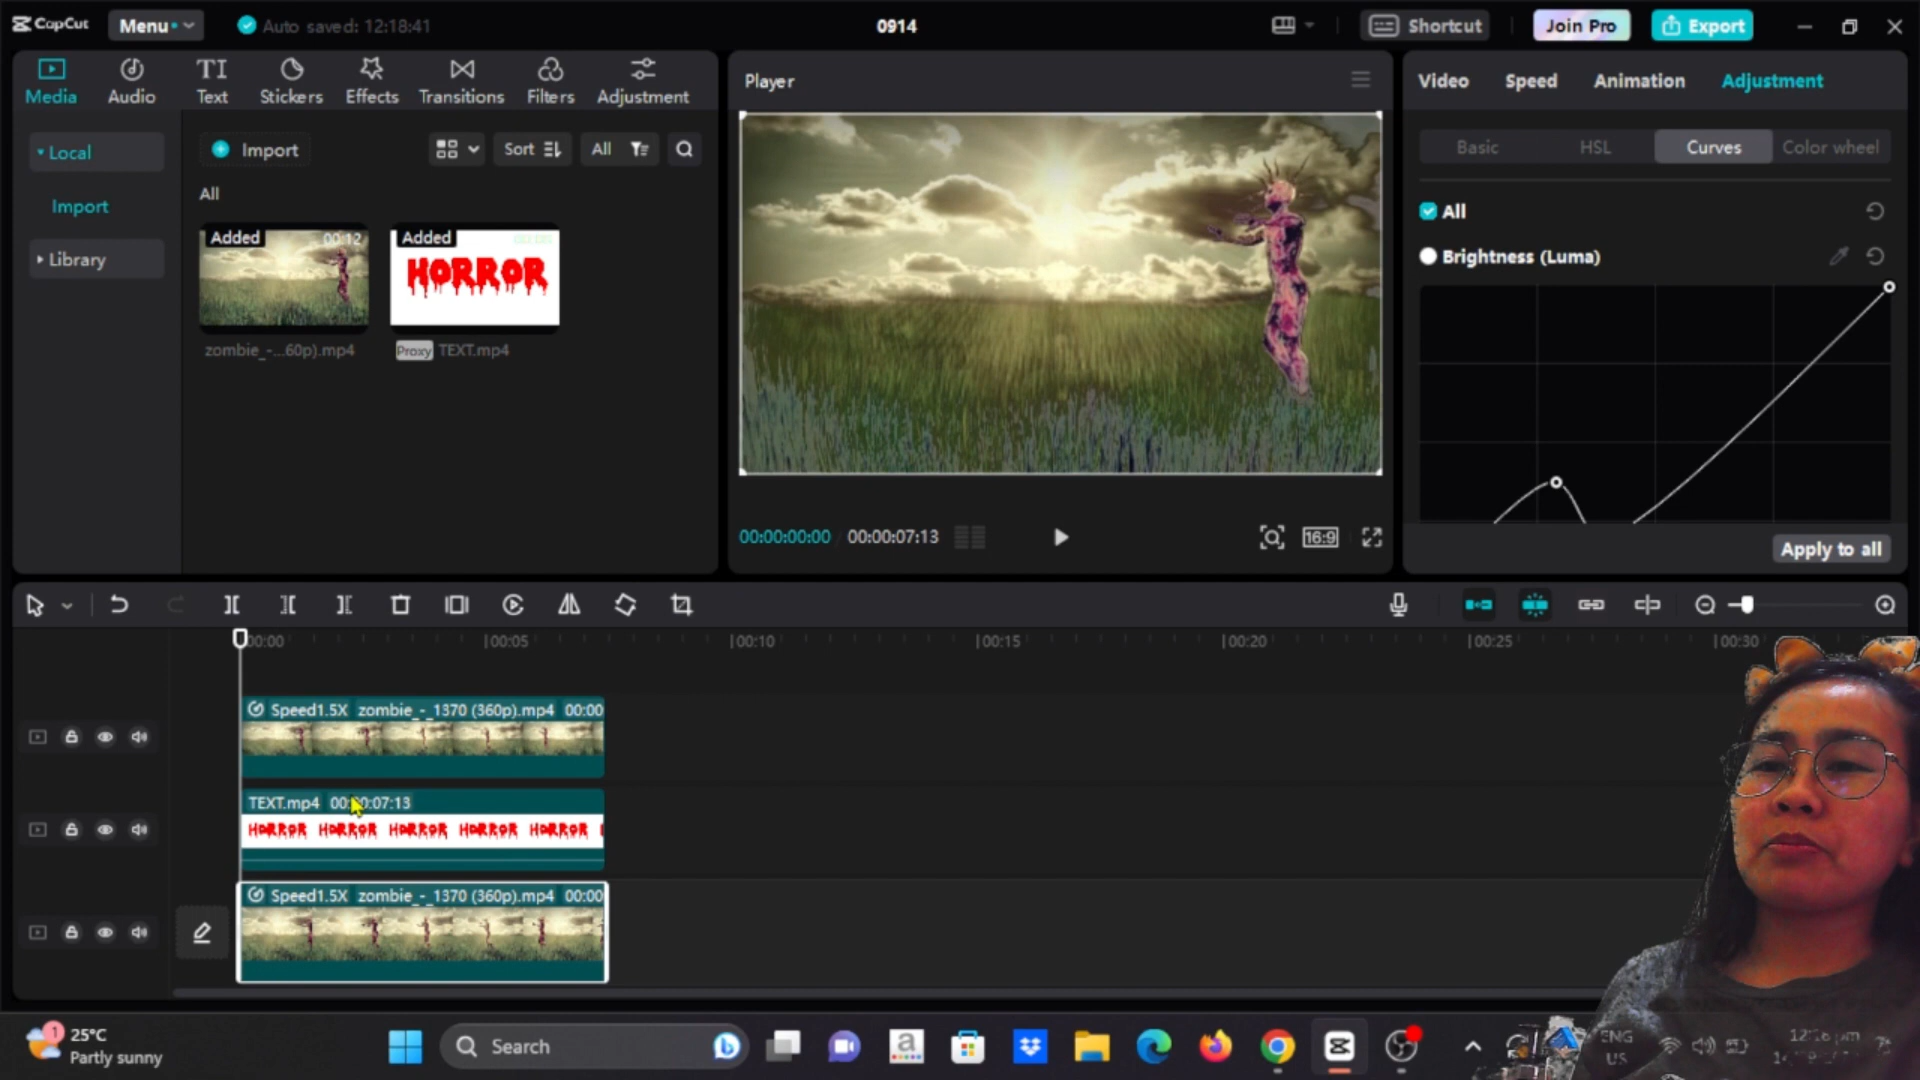 CapCut
Menu
Auto saved: 12:18:41
0914
Shortcut
Join Pro
Export
Media
Audio
Text
Stickers
Effects
Transitions
Filters
Adjustment
Local
Import
Library
Import
Sort
All
All
Added
00:12
Added
HORROR
zombie_-...60p).mp4
Proxy TEXT.mp4
Player
00:00:00:00
00:00:07:13
16:9
Video
Speed
Animation
Adjustment
Basic
HSL
Curves
Color wheel
All
Brightness (Luma)
Apply to all
00:00
00:05
00:10
00:15
00:20
00:25
00:30
Speed1.5X zombie_-_1370 (360p).mp4 00:00
TEXT.mp4
HORROR HORROR HORROR HORROR HORROR
Speed1.5X zombie_-_1370 (360p).mp4 00:00
1
25°C
Partly sunny
Search
ENG
US